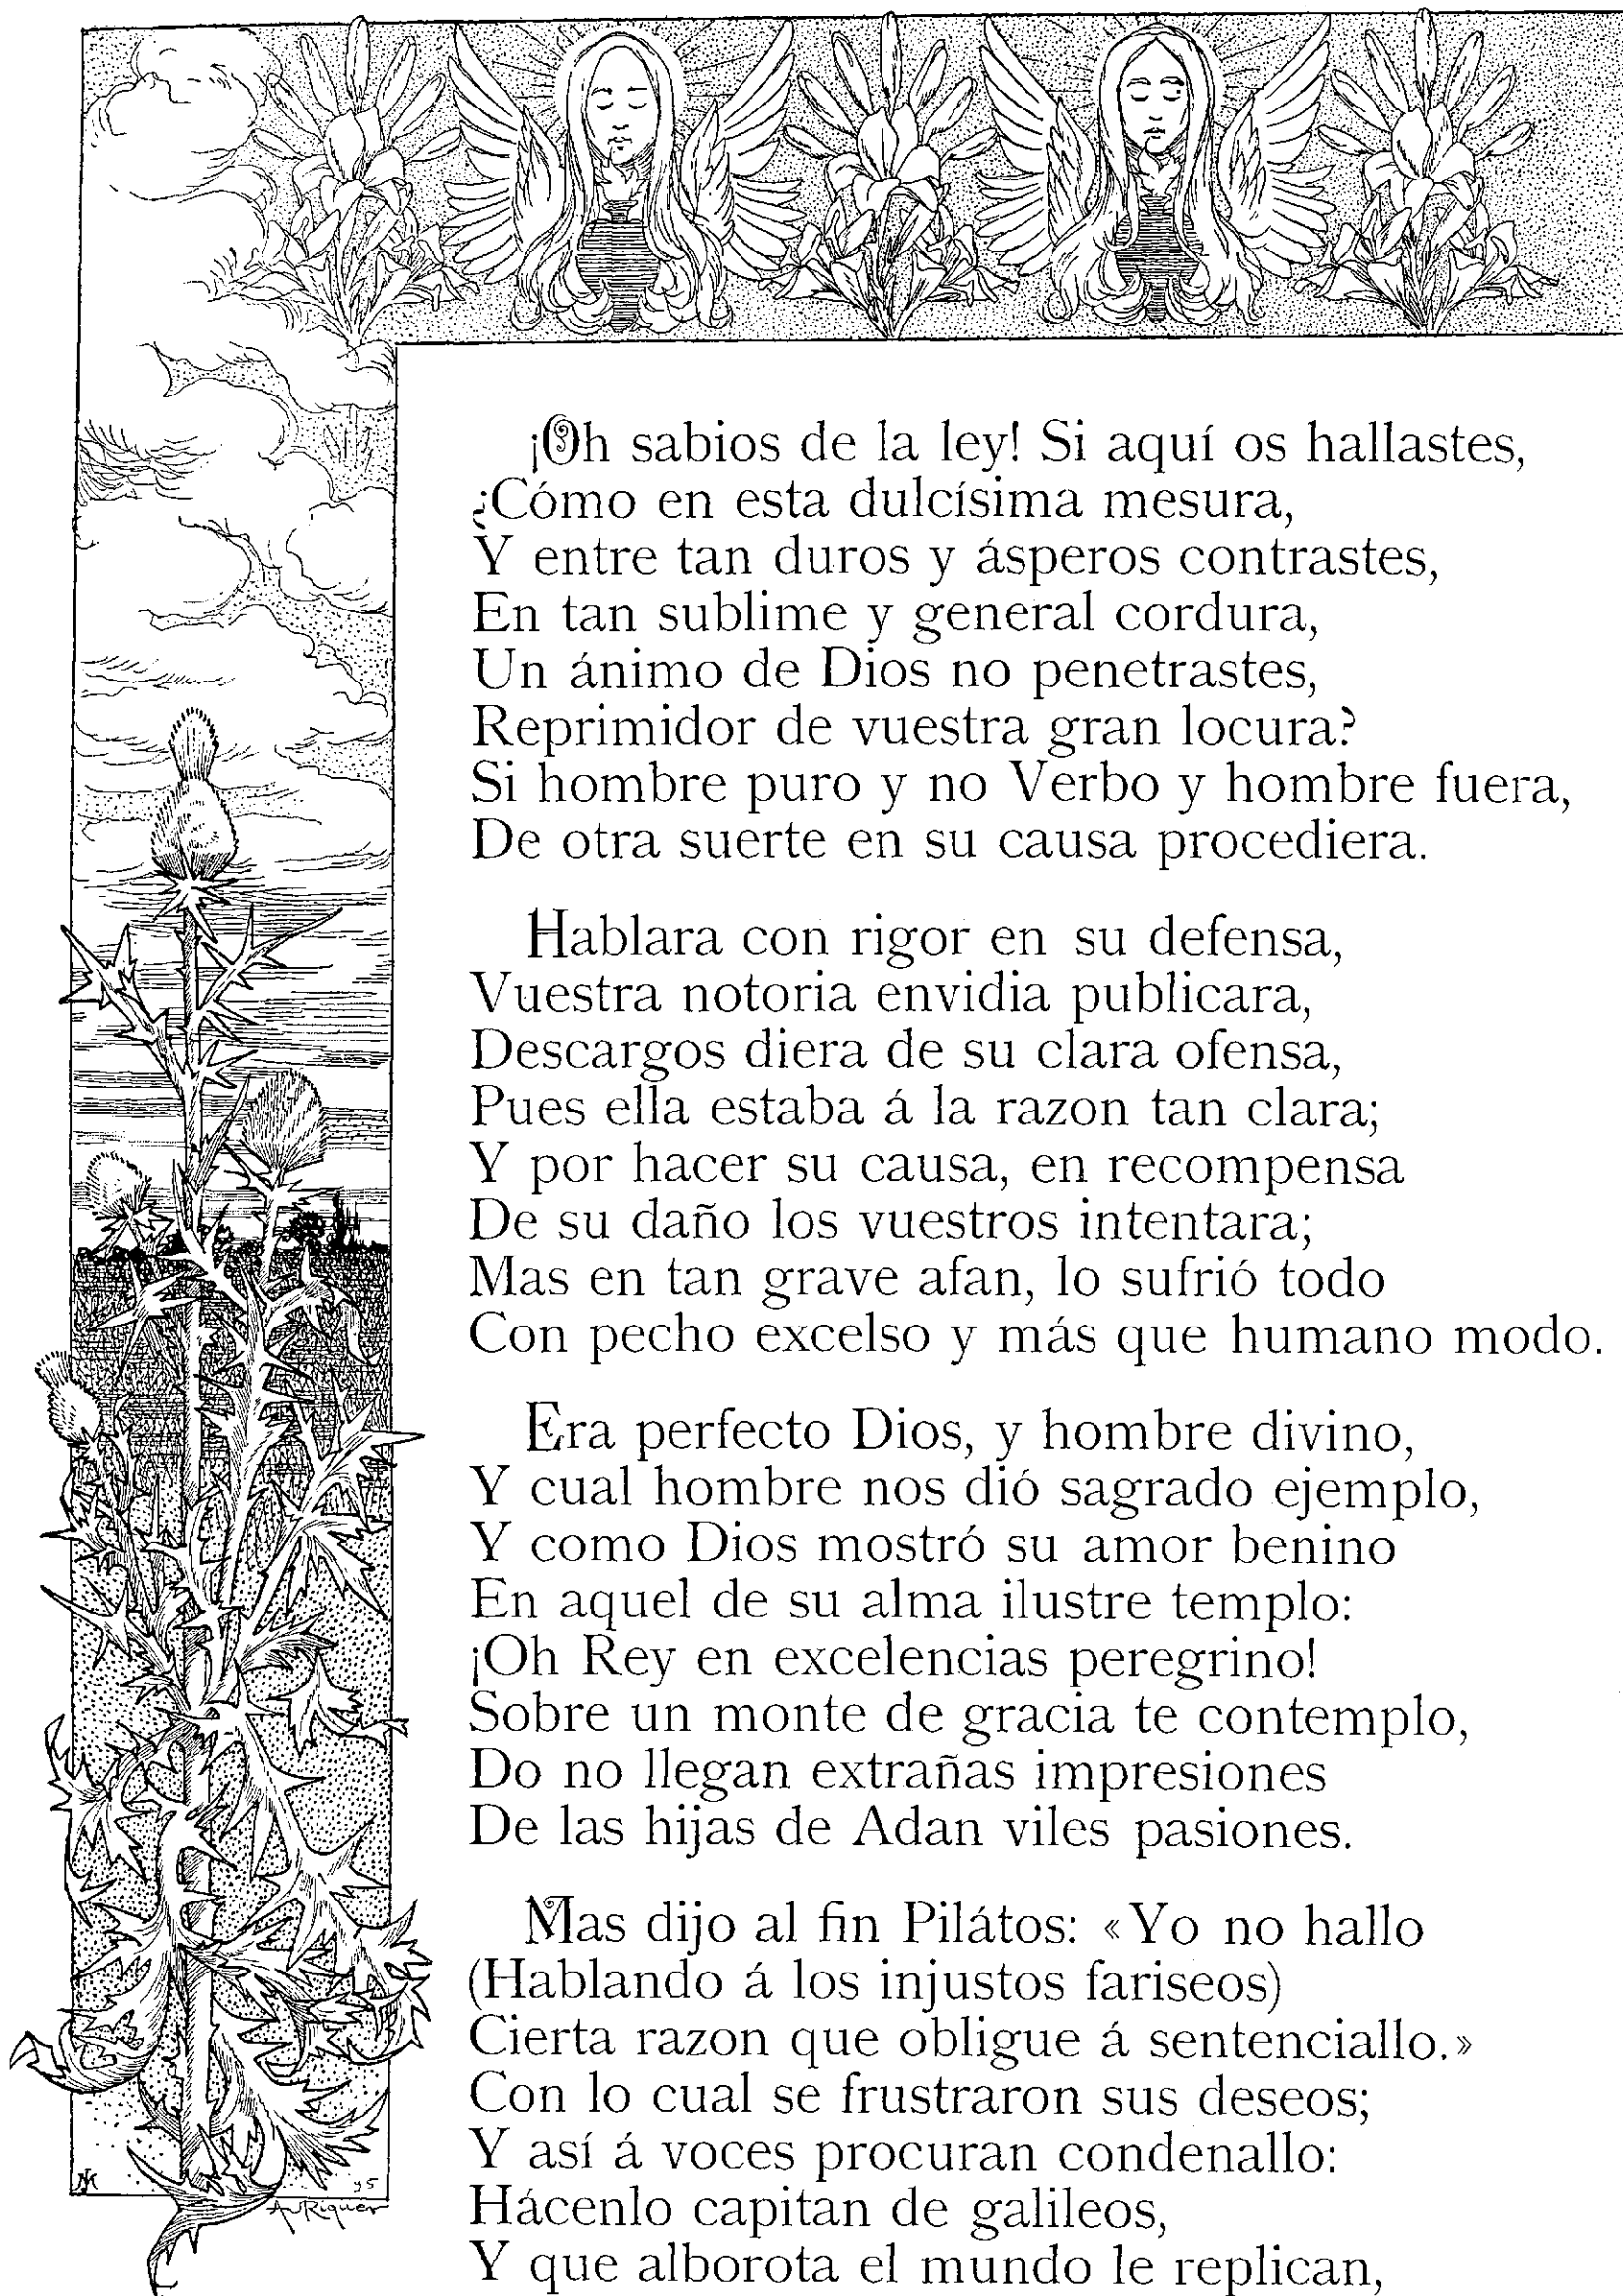 ¡Oh sabios de la ley! Si aquí os hallastes,
¿Cómo en esta dulcísima mesura,
Y entre tan duros y ásperos contrastes,
En tan sublime y general cordura,
Un ánimo de Dios no penetrastes,
Reprimidor de vuestra gran locura?
Si hombre puro y no Verbo y hombre fuera,
De otra suerte en su causa procediera.
Hablara con rigor en su defensa,
Vuestra notoria envidia publicara,
Descargos diera de su clara ofensa,
Pues ella estaba á la razon tan clara;
Y por hacer su causa, en recompensa
De su daño los vuestros intentara;
Mas en tan grave afan, lo sufrió todo
Con pecho excelso y más que humano modo.
Era perfecto Dios, y hombre divino,
Y cual hombre nos dió sagrado ejemplo,
Y como Dios mostró su amor benino
En aquel de su alma ilustre templo:
¡Oh Rey en excelencias peregrino!
Sobre un monte de gracia te contemplo,
Do no llegan extrañas impresiones
De las hijas de Adan viles pasiones.
Mas dijo al fin Pilátos: «Yo no hallo
(Hablando á los injustos fariseos)
Cierta razon que obligue á sentenciallo.»
Con lo cual se frustraron sus deseos;
Y así á voces procuran condenallo:
Hácenlo capitan de galileos,
Y que alborota el mundo le replican,
95
A Riquer